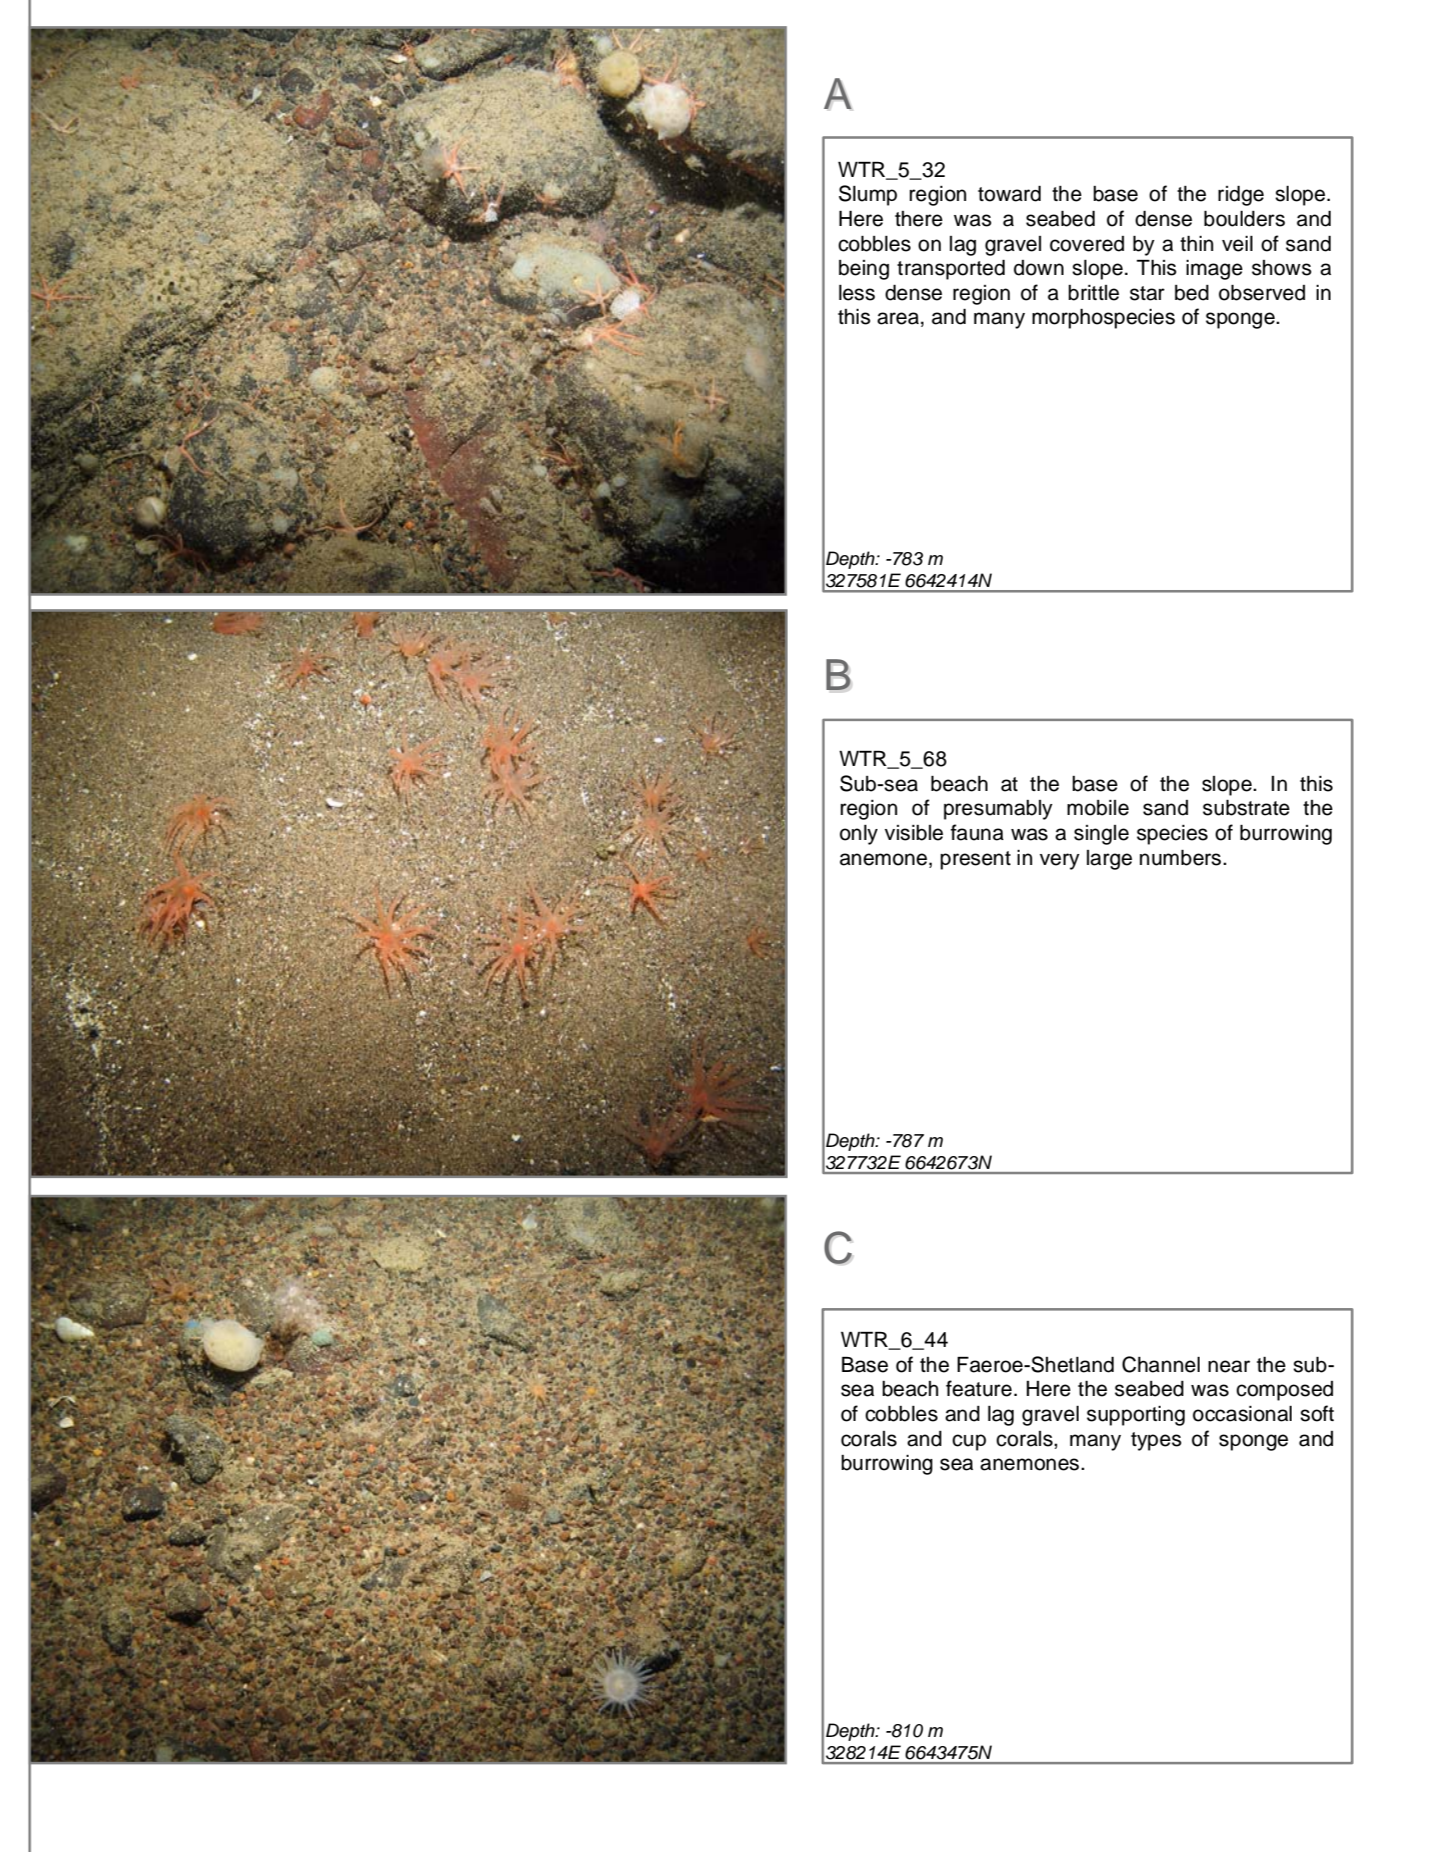 A
WTR_5_32
Slump region toward the base of the ridge slope.
Here there was a seabed of dense boulders and
cobbles on lag gravel covered by a thin veil of sand
being transported down slope. This image shows a
less dense region of a brittle star bed observed in
this area, and many morphospecies of sponge.
Depth: -783 m
327581E 6642414N
B
WTR_5_68
Sub-sea beach at the base of the slope. In this
region of presumably mobile sand substrate the
only visible fauna was a single species of burrowing
anemone, present in very large numbers.
Depth: -787 m
327732E 6642673N
C
WTR_6_44
Base of the Faeroe-Shetland Channel near the sub-
sea beach feature. Here the seabed was composed
of cobbles and lag gravel supporting occasional soft
corals and cup corals, many types of sponge and
burrowing sea anemones.
Depth: -810 m
328214E 6643475N